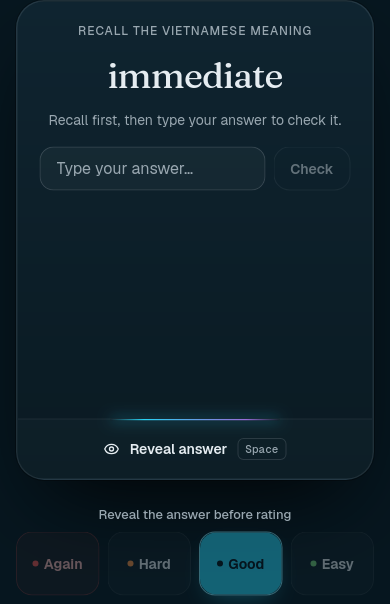 RECALL THE VIETNAMESE MEANING
immediate
Recall first, then type your answer to check it.
Type your answer... Check
Reveal answer Space
Reveal the answer before rating
Again Hard Good Easy